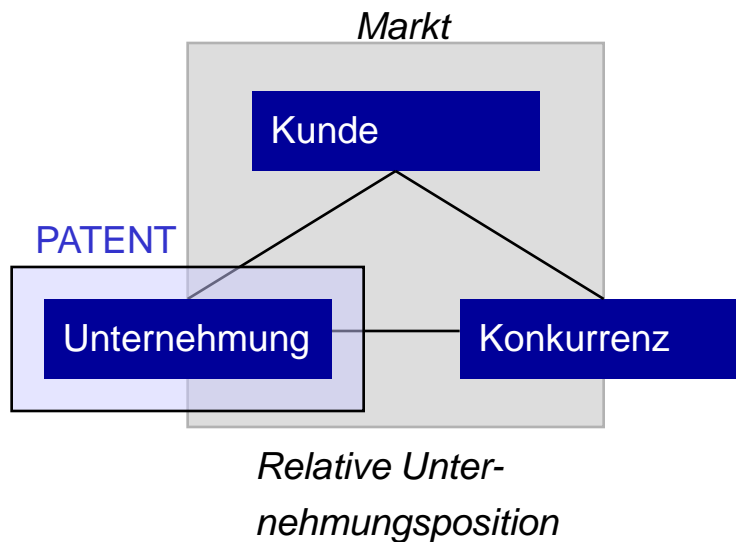 Markt
Kunde
PATENT
Unternehmung
Konkurrenz
Relative Unter-
nehmungsposition